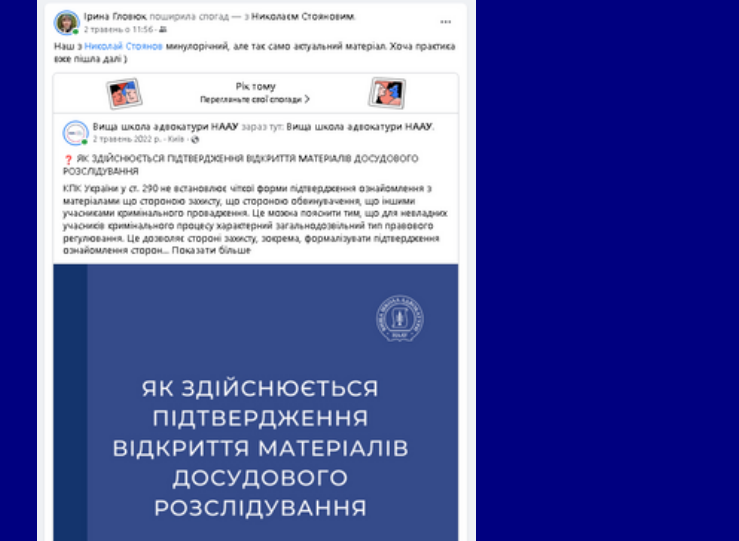 Ірина Гловюк поширила спогад — з Николаєм Стояновим.
2 травень о 11:56 ·
Наш з Николай Стоянов минулорічний, але так само актуальний матеріал. Хоча практика
вже пішла далі )
Рік тому
Перегляньте свої спогади
Вища школа адвокатури НААУ зараз тут: Вища школа адвокатури НААУ.
2 травень 2022 р. · Київ ·
❓ ЯК ЗДІЙСНЮЄТЬСЯ ПІДТВЕРДЖЕННЯ ВІДКРИТТЯ МАТЕРІАЛІВ ДОСУДОВОГО
РОЗСЛІДУВАННЯ
КПК України у ст. 290 не встановлює чіткої форми підтвердження ознайомлення з
матеріалами що стороною захисту, що стороною обвинувачення, що іншими
учасниками кримінального провадження. Це можна пояснити тим, що для невладних
учасників кримінального процесу характерний загальнодозвільний тип правового
регулювання. Це дозволяє стороні захисту, зокрема, формалізувати підтвердження
ознайомлення сторон... Показати більше
ВИЩА ШКОЛА АДВОКАТУРИ
НААУ
ЯК ЗДІЙСНЮЄТЬСЯ
ПІДТВЕРДЖЕННЯ
ВІДКРИТТЯ МАТЕРІАЛІВ
ДОСУДОВОГО
РОЗСЛІДУВАННЯ